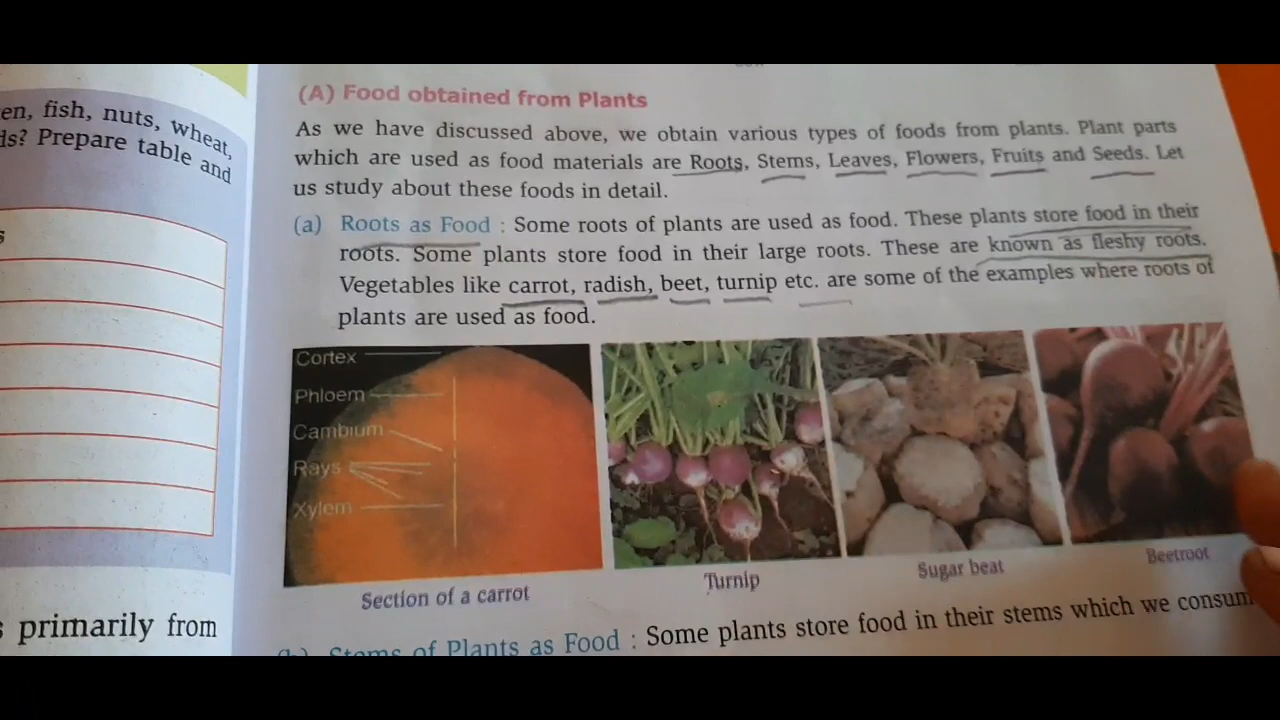 en, fish, nuts, wheat,
ds? Prepare table and
s
s primarily from
(A) Food obtained from Plants
As we have discussed above, we obtain various types of foods from plants. Plant parts
which are used as food materials are Roots, Stems, Leaves, Flowers, Fruits and Seeds. Let
us study about these foods in detail.
(a) Roots as Food : Some roots of plants are used as food. These plants store food in their
roots. Some plants store food in their large roots. These are known as fleshy roots.
Vegetables like carrot, radish, beet, turnip etc. are some of the examples where roots of
plants are used as food.
Cortex
Phloem
Cambium
Rays
Xylem
Section of a carrot
Turnip
Sugar beat
Beetroot
(b) Stems of Plants as Food : Some plants store food in their stems which we consum